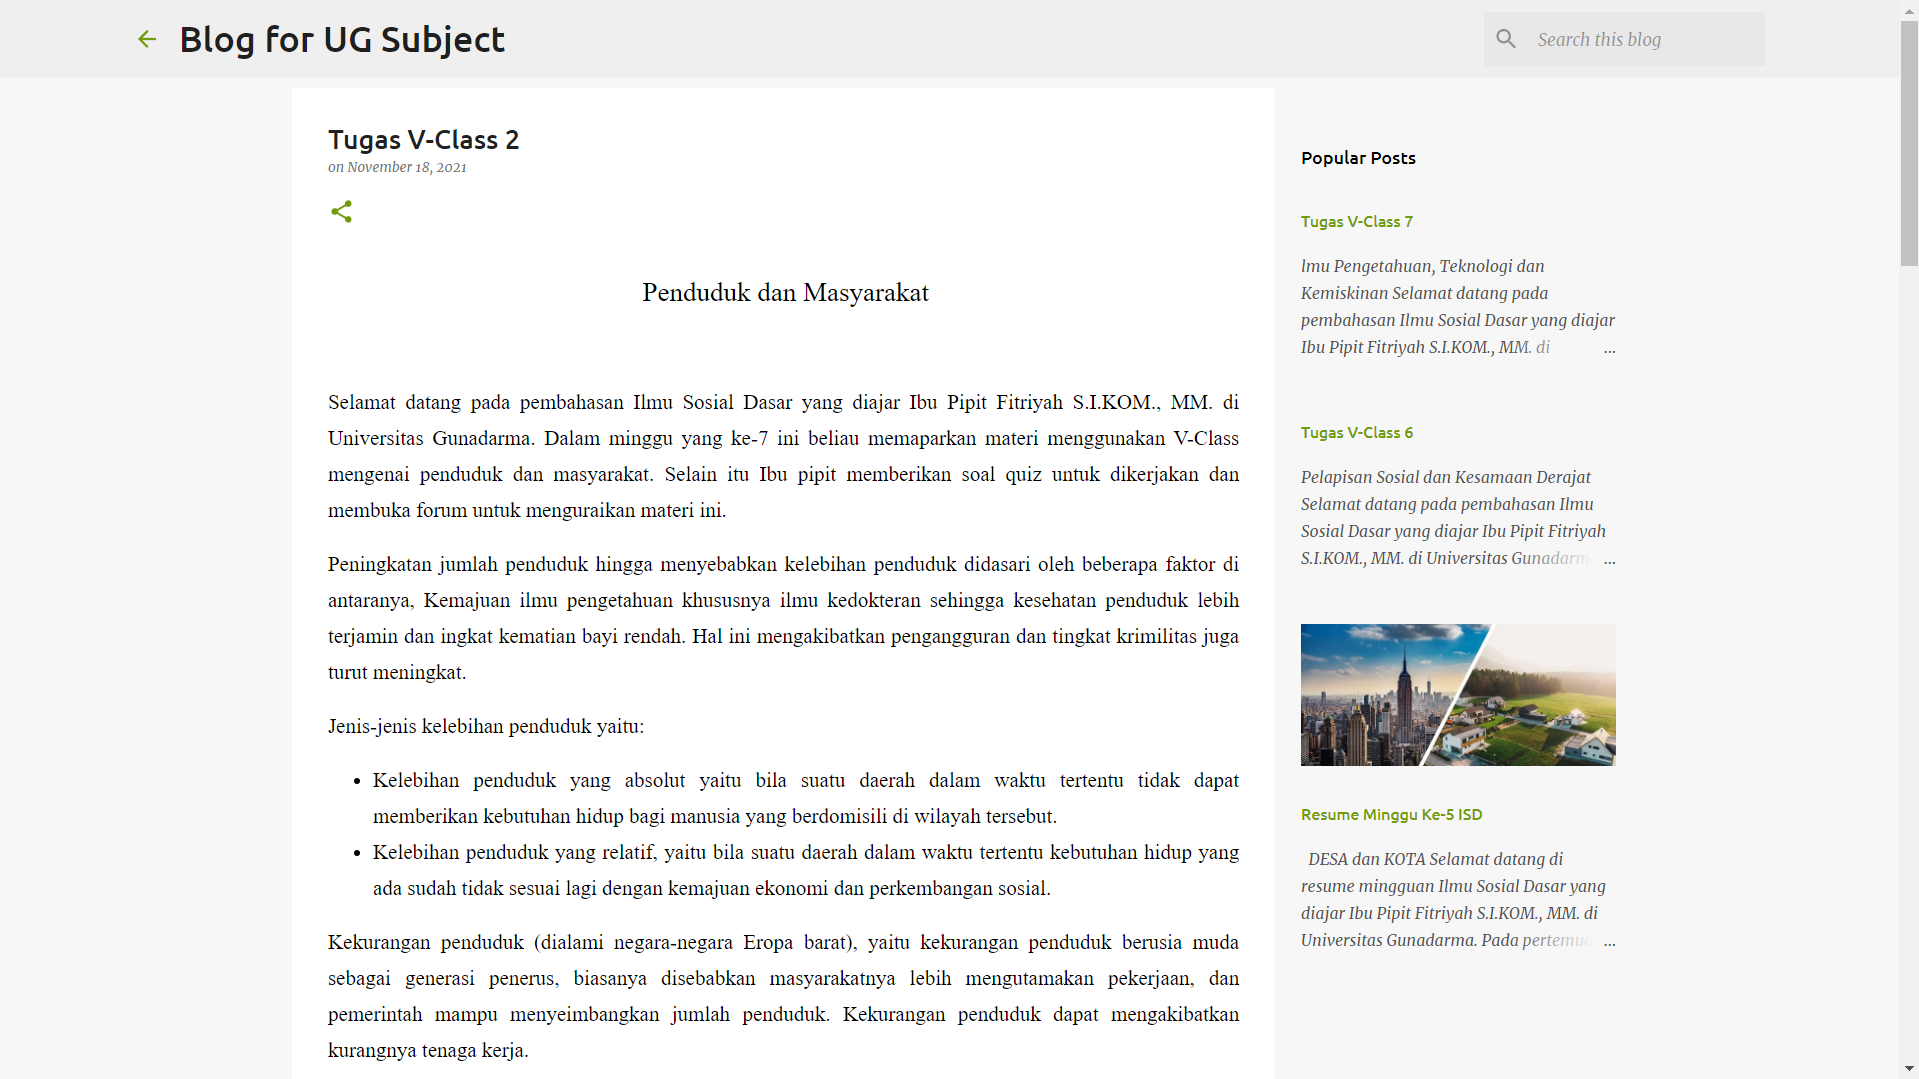 Blog for UG Subject
Search this blog
Tugas V-Class 2
on November 18, 2021
Penduduk dan Masyarakat
Selamat datang pada pembahasan Ilmu Sosial Dasar yang diajar Ibu Pipit Fitriyah S.I.KOM., MM. di
Universitas Gunadarma. Dalam minggu yang ke-7 ini beliau memaparkan materi menggunakan V-Class
mengenai penduduk dan masyarakat. Selain itu Ibu pipit memberikan soal quiz untuk dikerjakan dan
membuka forum untuk menguraikan materi ini.
Peningkatan jumlah penduduk hingga menyebabkan kelebihan penduduk didasari oleh beberapa faktor di
antaranya, Kemajuan ilmu pengetahuan khususnya ilmu kedokteran sehingga kesehatan penduduk lebih
terjamin dan ingkat kematian bayi rendah. Hal ini mengakibatkan pengangguran dan tingkat krimilitas juga
turut meningkat.
Jenis-jenis kelebihan penduduk yaitu:
• Kelebihan penduduk yang absolut yaitu bila suatu daerah dalam waktu tertentu tidak dapat
memberikan kebutuhan hidup bagi manusia yang berdomisili di wilayah tersebut.
• Kelebihan penduduk yang relatif, yaitu bila suatu daerah dalam waktu tertentu kebutuhan hidup yang
ada sudah tidak sesuai lagi dengan kemajuan ekonomi dan perkembangan sosial.
Kekurangan penduduk (dialami negara-negara Eropa barat), yaitu kekurangan penduduk berusia muda
sebagai generasi penerus, biasanya disebabkan masyarakatnya lebih mengutamakan pekerjaan, dan
pemerintah mampu menyeimbangkan jumlah penduduk. Kekurangan penduduk dapat mengakibatkan
kurangnya tenaga kerja.
Popular Posts
Tugas V-Class 7
lmu Pengetahuan, Teknologi dan
Kemiskinan Selamat datang pada
pembahasan Ilmu Sosial Dasar yang diajar
Ibu Pipit Fitriyah S.I.KOM., MM. di ...
Tugas V-Class 6
Pelapisan Sosial dan Kesamaan Derajat
Selamat datang pada pembahasan Ilmu
Sosial Dasar yang diajar Ibu Pipit Fitriyah
S.I.KOM., MM. di Universitas Gunadarm ...
Resume Minggu Ke-5 ISD
DESA dan KOTA Selamat datang di
resume mingguan Ilmu Sosial Dasar yang
diajar Ibu Pipit Fitriyah S.I.KOM., MM. di
Universitas Gunadarma. Pada pertemu ...